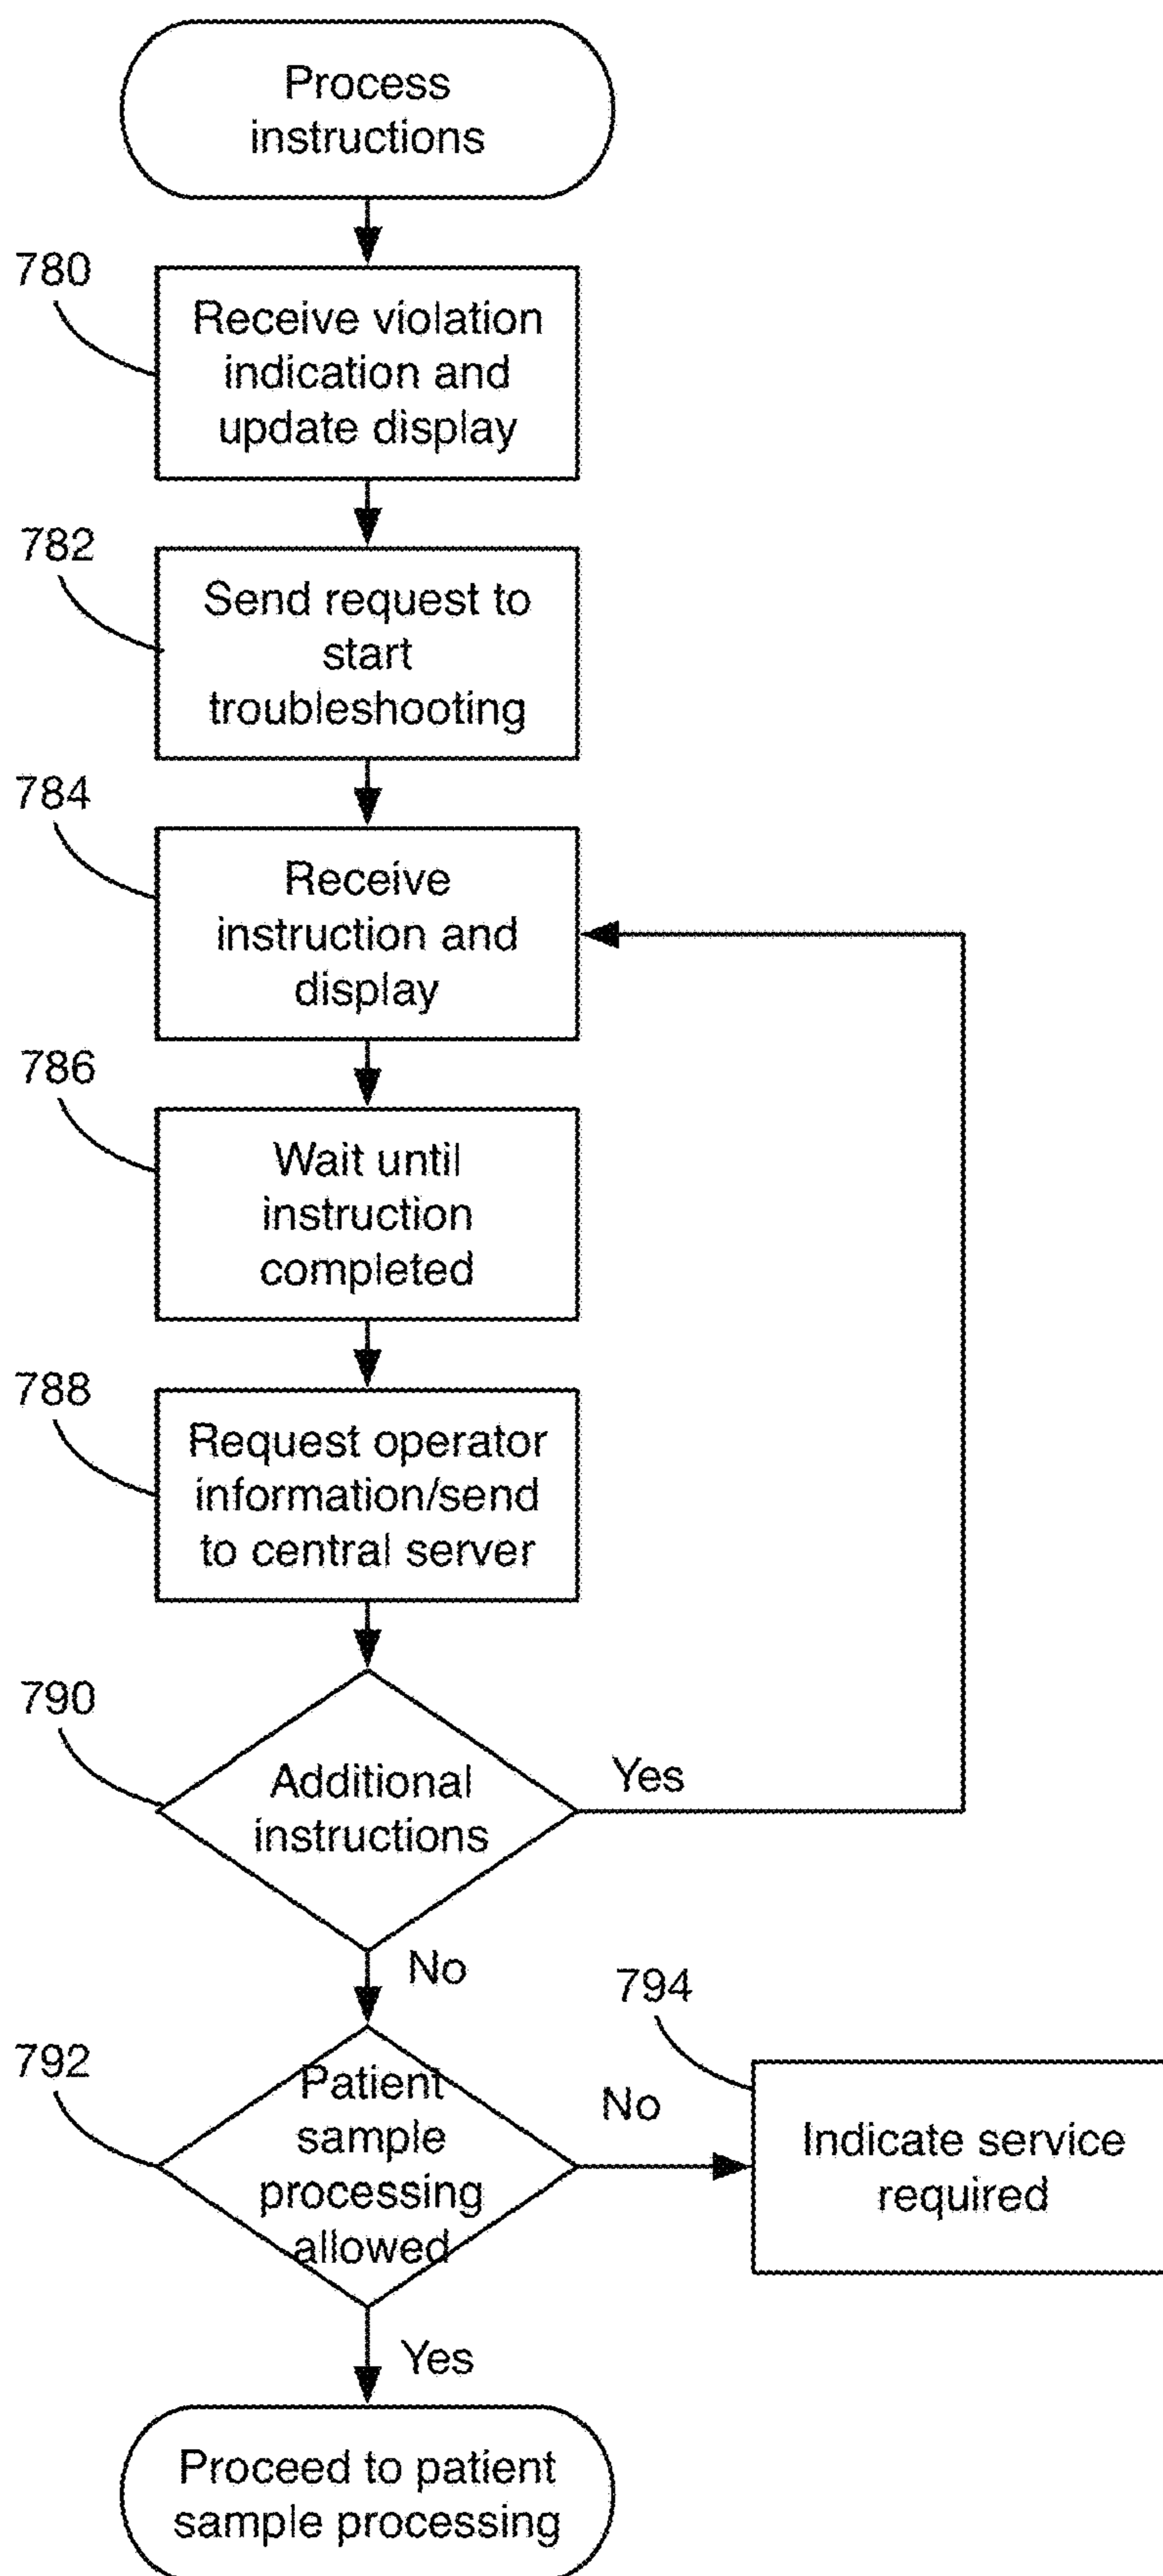 Process
instructions
780
Receive violation
indication and
update display
782
Send request to
start
troubleshooting
784
Receive
instruction and
display
786
Wait until
instruction
completed
788
Request operator
information/send
to central server
790
Additional
instructions
Yes
No
792
Patient
sample
processing
allowed
No
794
Indicate service
required
Yes
Proceed to patient
sample processing